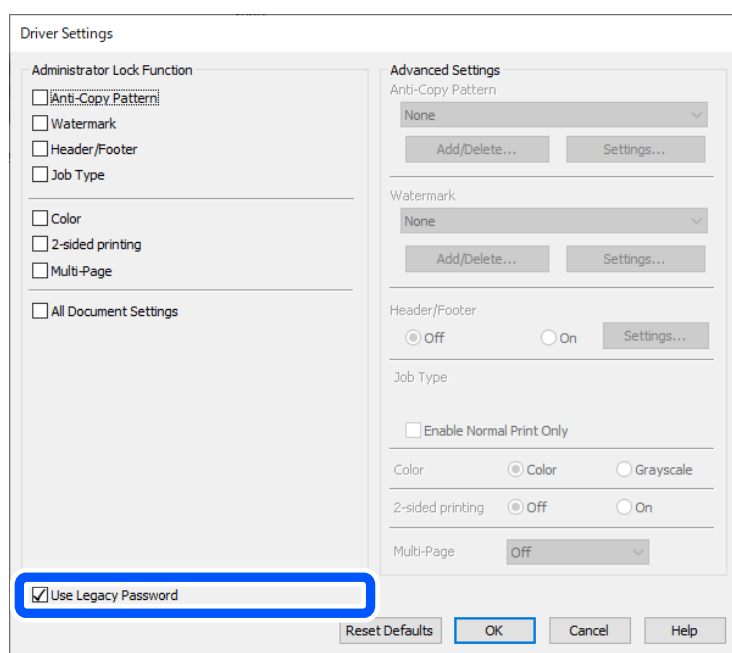 Driver Settings
Administrator Lock Function
Anti-Copy Pattern
Watermark
Header/Footer
Job Type
Color
2-sided printing
Multi-Page
All Document Settings
Use Legacy Password
Advanced Settings
Anti-Copy Pattern
None
Add/Delete... Settings...
Watermark
None
Add/Delete... Settings...
Header/Footer
Off On Settings...
Job Type
Enable Normal Print Only
Color Color Grayscale
2-sided printing Off On
Multi-Page Off
Reset Defaults OK Cancel Help